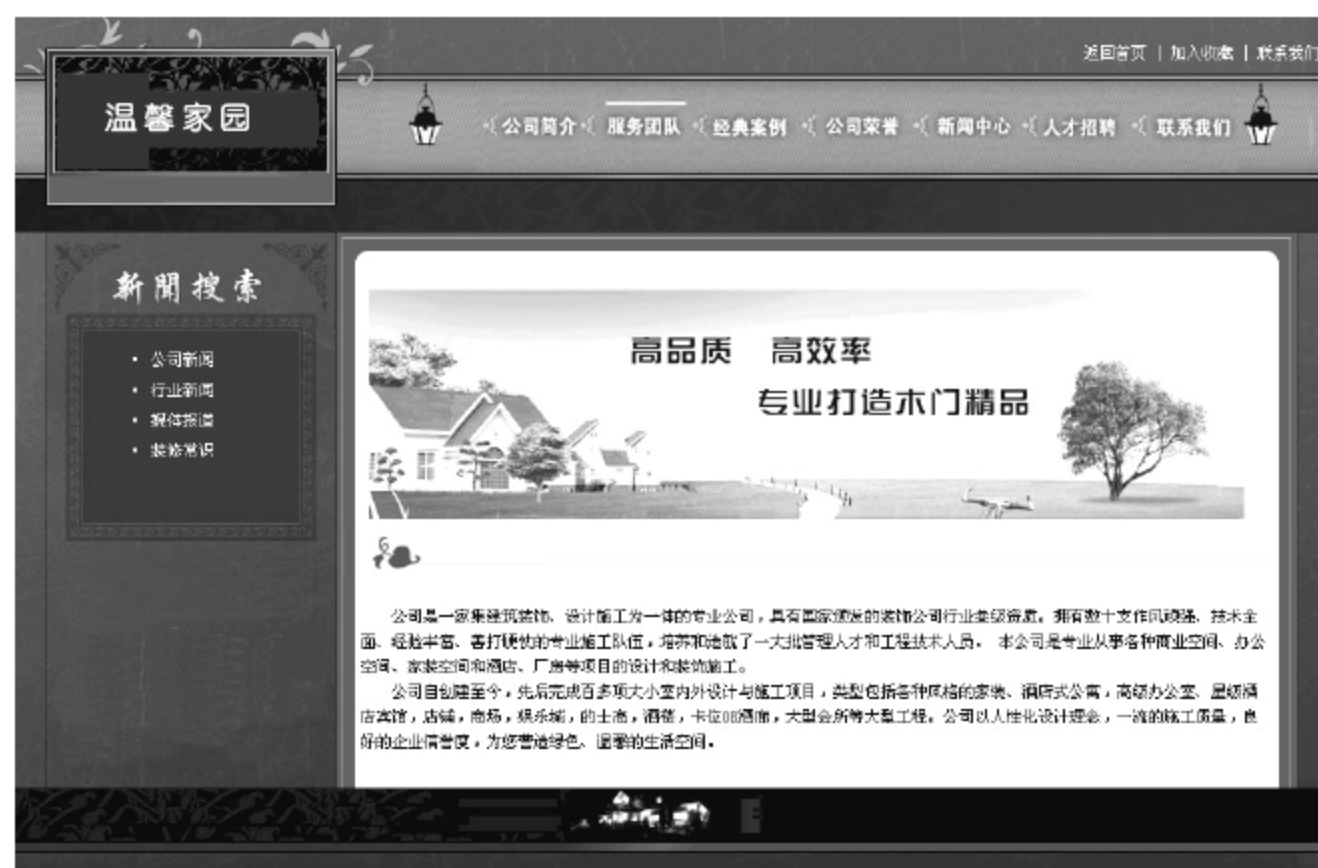 返回首页 | 加入收藏 | 联系我们
温馨家园
公司简介 服务团队 经典案例 公司荣誉 新闻中心 人才招聘 联系我们
新聞搜索
· 公司新闻
· 行业新闻
· 媒体报道
· 装修常识
高品质 高效率
专业打造木门精品
公司是一家集建筑装饰、设计施工为一体的专业公司，具有国家颁发的装饰公司行业叁级资质。拥有数十支作风顽强、技术全
面、经验丰富、善打硬仗的专业施工队伍，培养和造就了一大批管理人才和工程技术人员。 本公司是专业从事各种商业空间、办公
空间、家装空间和酒店、厂房等项目的设计和装饰施工。
公司自创建至今，先后完成百多项大小室内外设计与施工项目，类型包括各种风格的家装、酒店式公寓，高级办公室、星级酒
店宾馆，店铺，商场，娱乐城，的士高，酒楼，卡拉OK酒廊，大型会所等大型工程。公司以人性化设计理念，一流的施工质量，良
好的企业信誉度，为您营造绿色、温馨的生活空间。